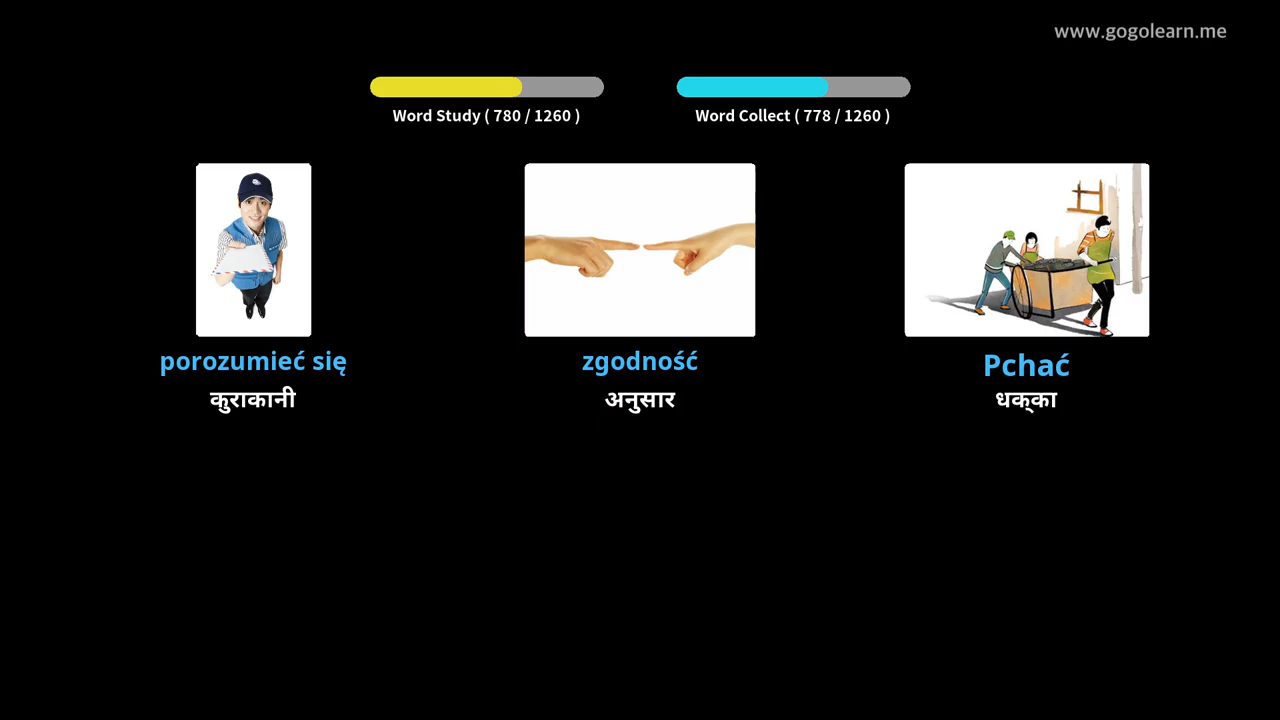 www.gogolearn.me
Word Study ( 780 / 1260 )
Word Collect ( 778 / 1260 )
porozumieć się
कुराकानी
zgodność
अनुसार
Pchać
धक्का